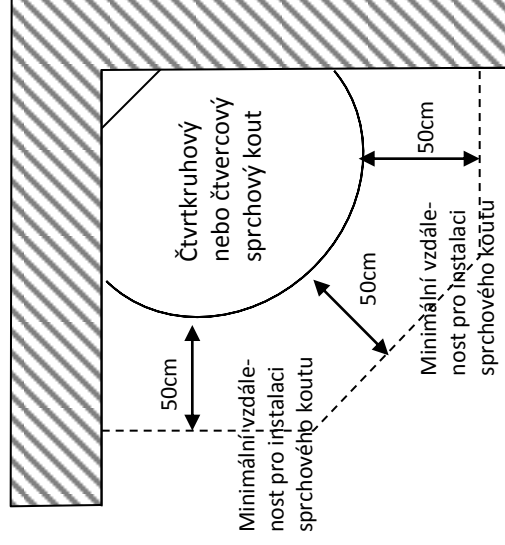 Čtvrtkruhový
nebo čtvercový
sprchový kout
50cm
50cm
50cm
Minimální vzdále-
nost pro instalaci
sprchového koutu
Minimální vzdále-
nost pro instalaci
sprchového koutu